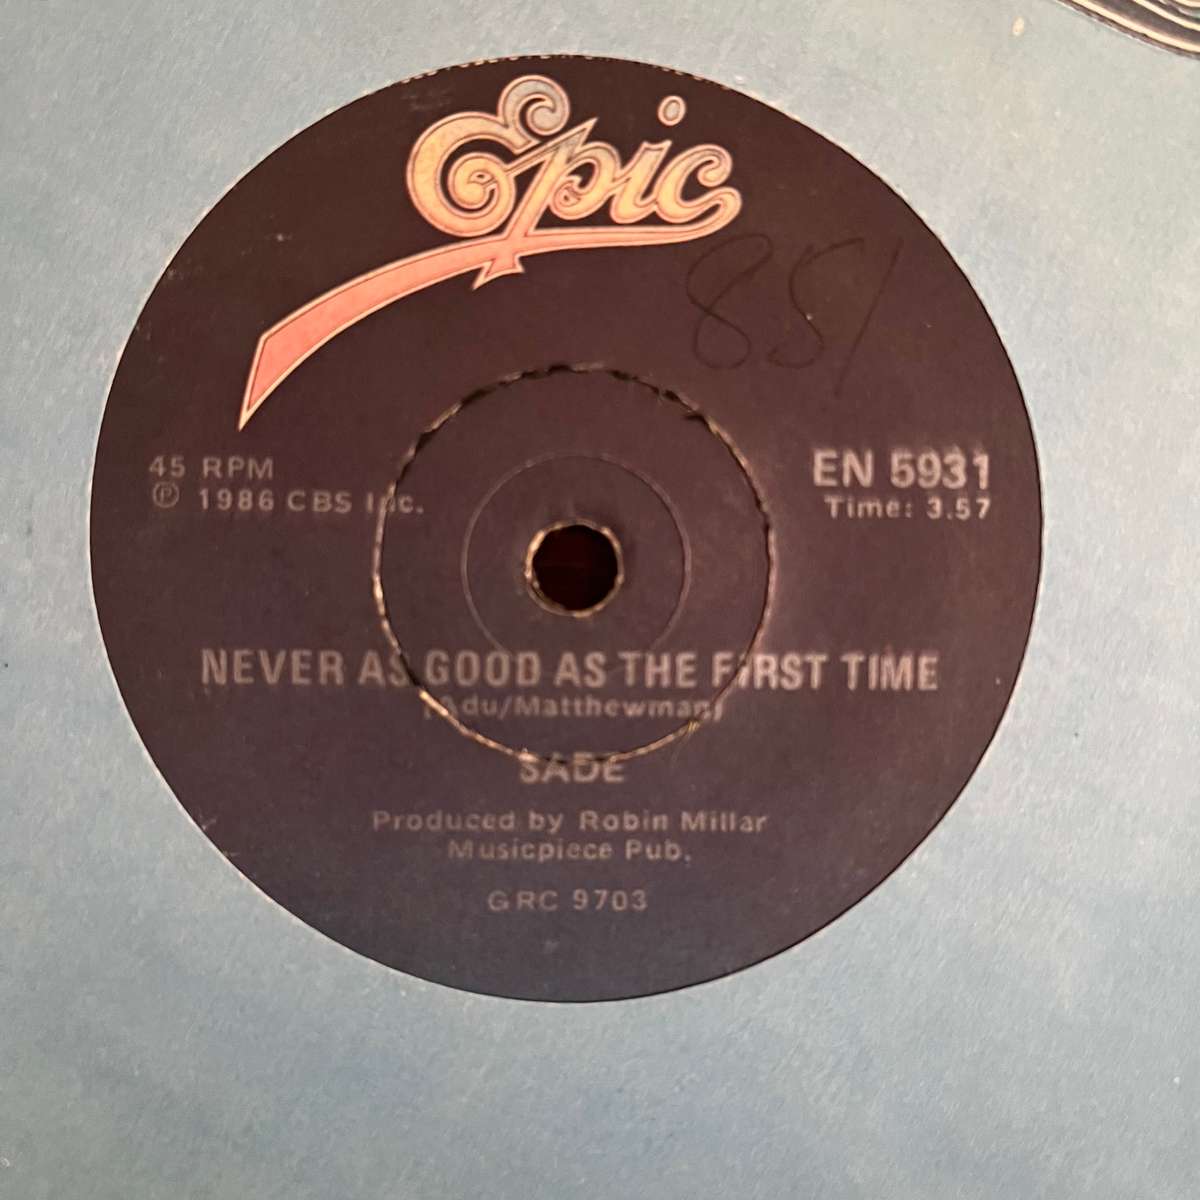 Epic
851
45 RPM
℗ 1986 CBS Inc.
EN 5931
Time: 3.57
NEVER AS GOOD AS THE FIRST TIME
(Adu/Matthewman)
SADE
Produced by Robin Millar
Musicpiece Pub.
GRC 9703